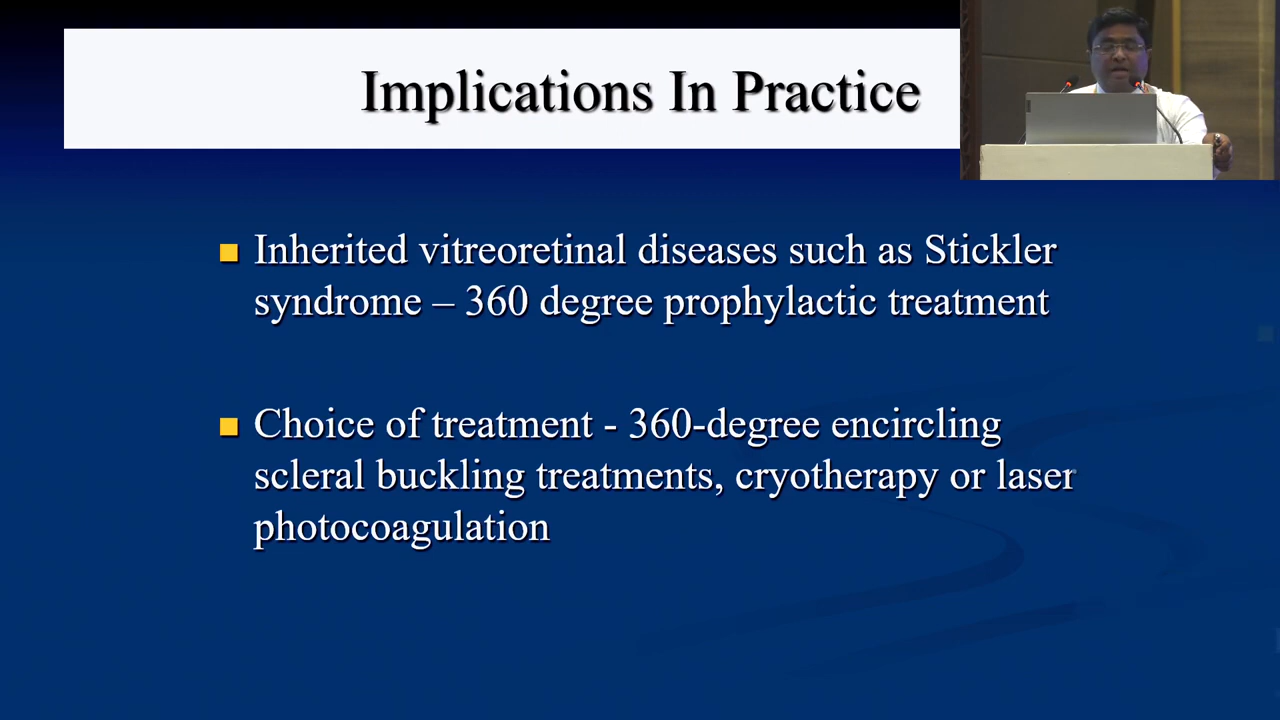 Implications In Practice
Inherited vitreoretinal diseases such as Stickler
syndrome – 360 degree prophylactic treatment
Choice of treatment - 360-degree encircling
scleral buckling treatments, cryotherapy or laser
photocoagulation